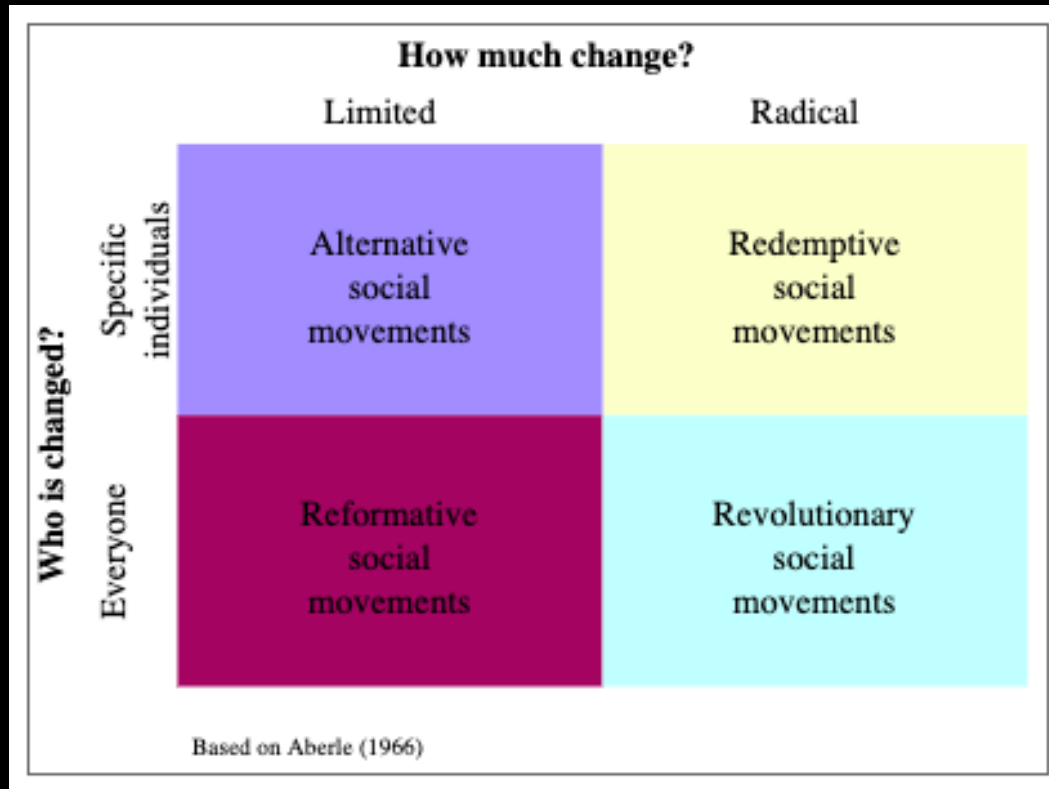 How much change?
Limited Radical
Who is changed?
Specific
individuals
Alternative
social
movements
Redemptive
social
movements
Everyone
Reformative
social
movements
Revolutionary
social
movements
Based on Aberle (1966)